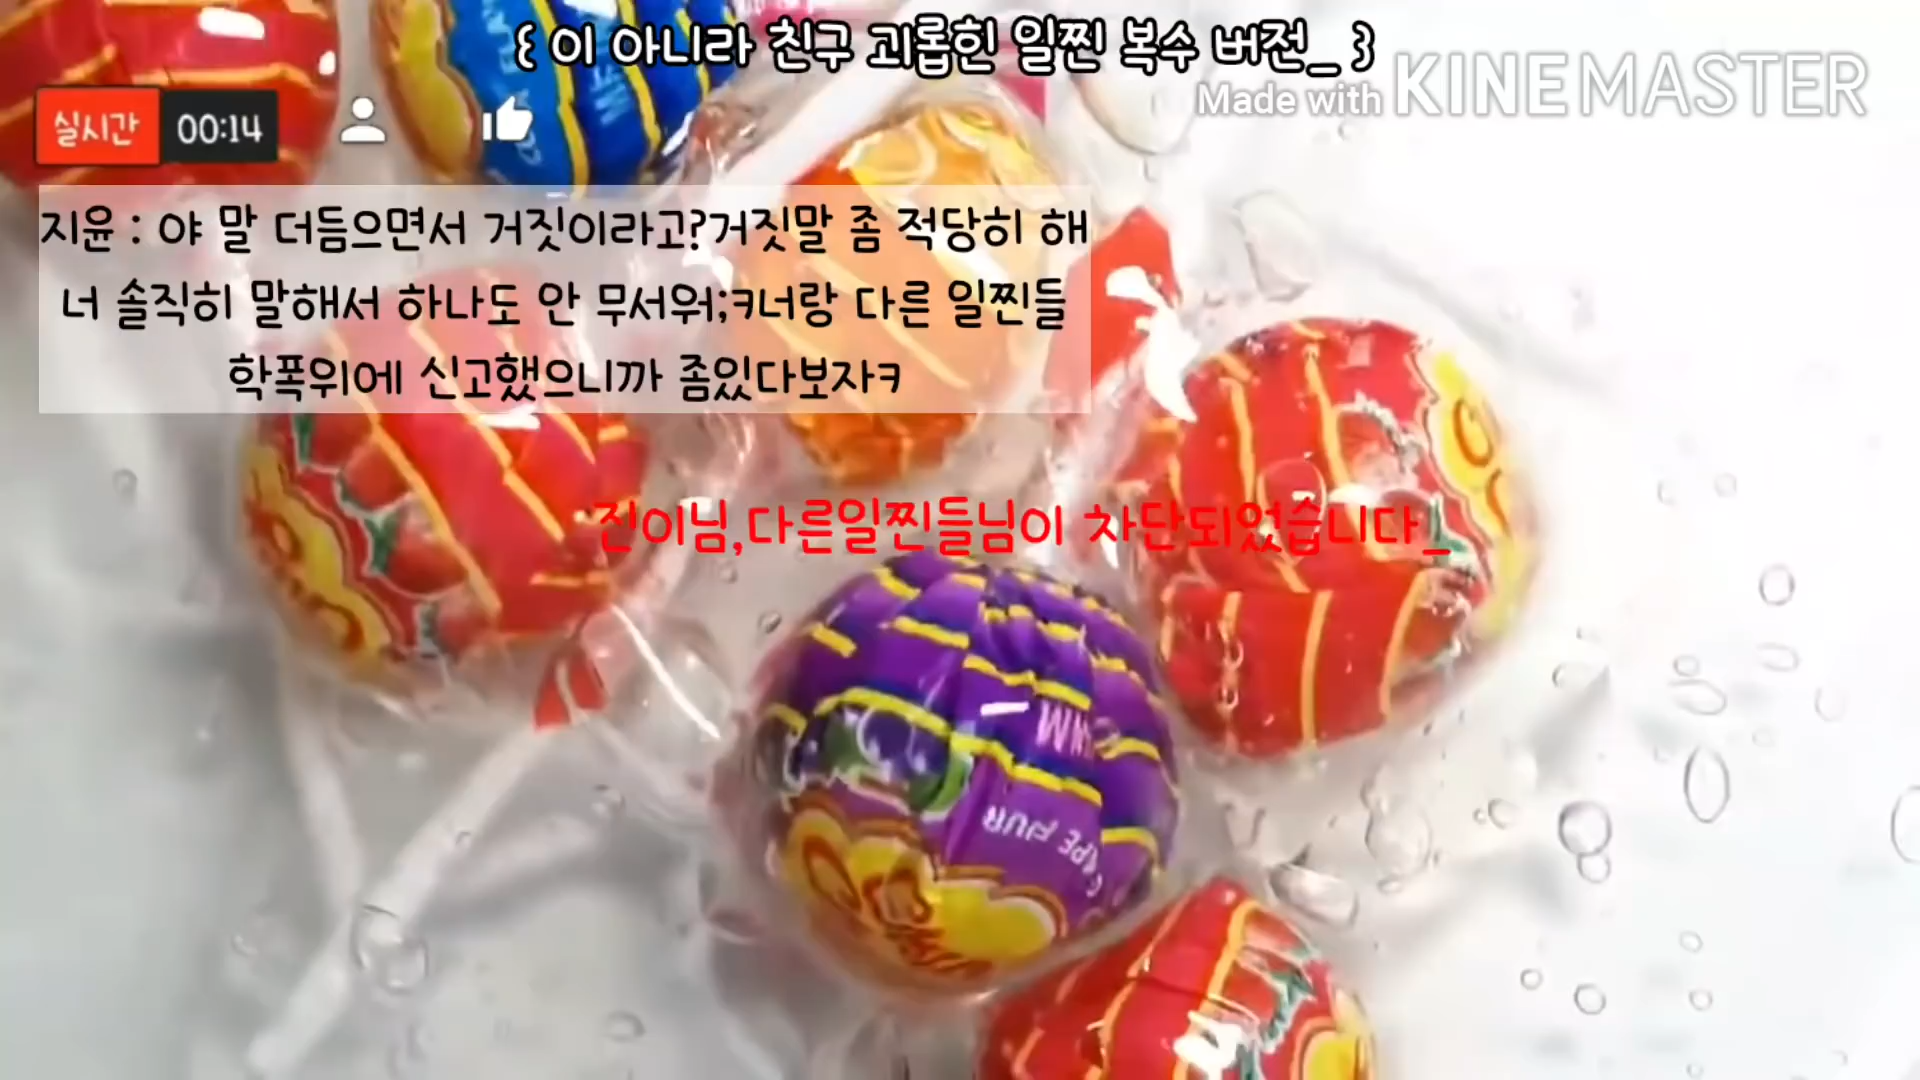 { 이 아니라 친구 괴롭힌 일찐 복수 버전_ }
Made with KINEMASTER
실시간 00:14
지윤 : 야 말 더듬으면서 거짓이라고?거짓말 좀 적당히 해
너 솔직히 말해서 하나도 안 무서워;ㅋ너랑 다른 일찐들
학폭위에 신고했으니까 좀있다보자ㅋ
진이님,다른일찐들님이 차단되었습니다_